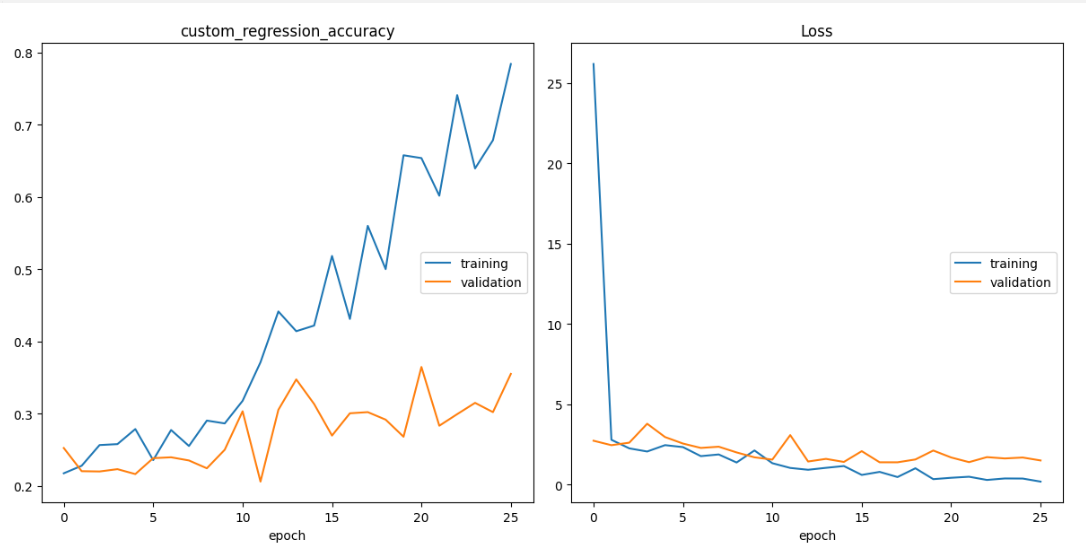 custom_regression_accuracy
0.8
0.7
0.6
0.5
0.4
0.3
0.2
training
validation
0 5 10 15 20 25
epoch
Loss
25
20
15
10
5
0
training
validation
0 5 10 15 20 25
epoch